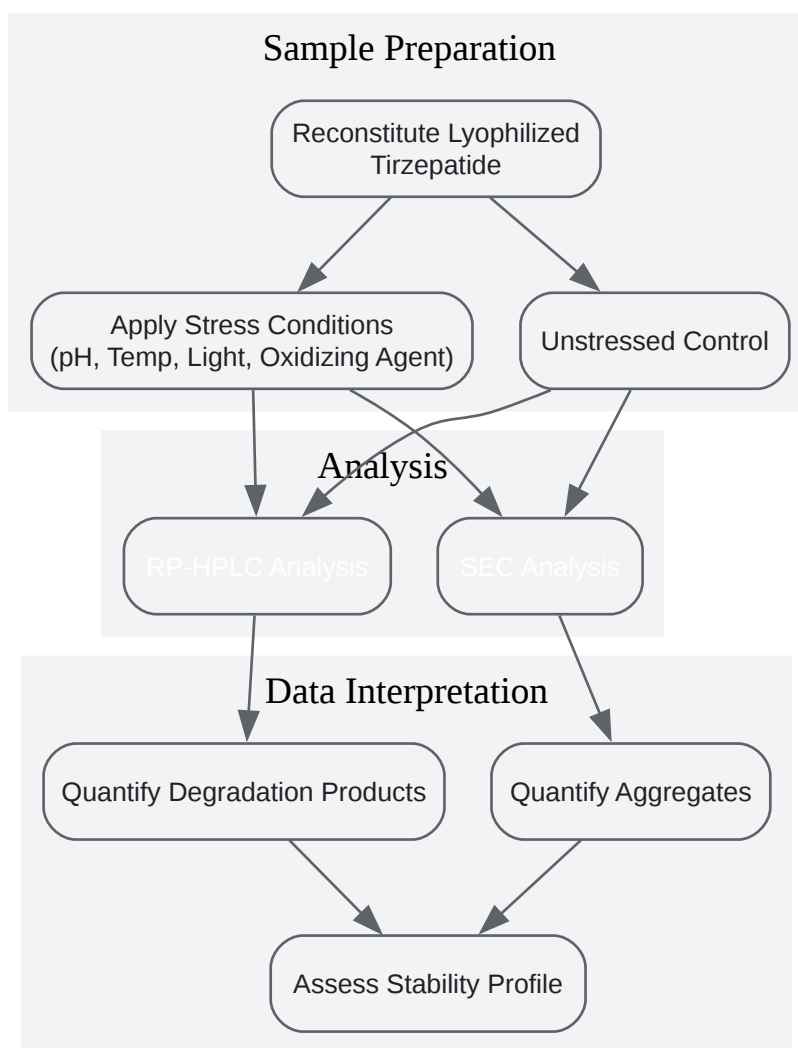 Sample Preparation
Reconstitute Lyophilized
Tirzepatide
Apply Stress Conditions
(pH, Temp, Light, Oxidizing Agent)
Unstressed Control
Analysis
RP-HPLC Analysis
SEC Analysis
Data Interpretation
Quantify Degradation Products
Quantify Aggregates
Assess Stability Profile